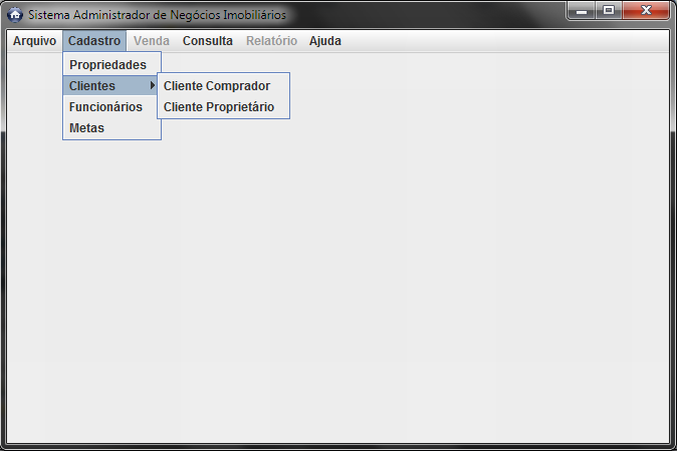 Sistema Administrador de Negócios Imobiliários
Arquivo Cadastro Venda Consulta Relatório Ajuda
Propriedades
Clientes
Cliente Comprador
Funcionários
Cliente Proprietário
Metas